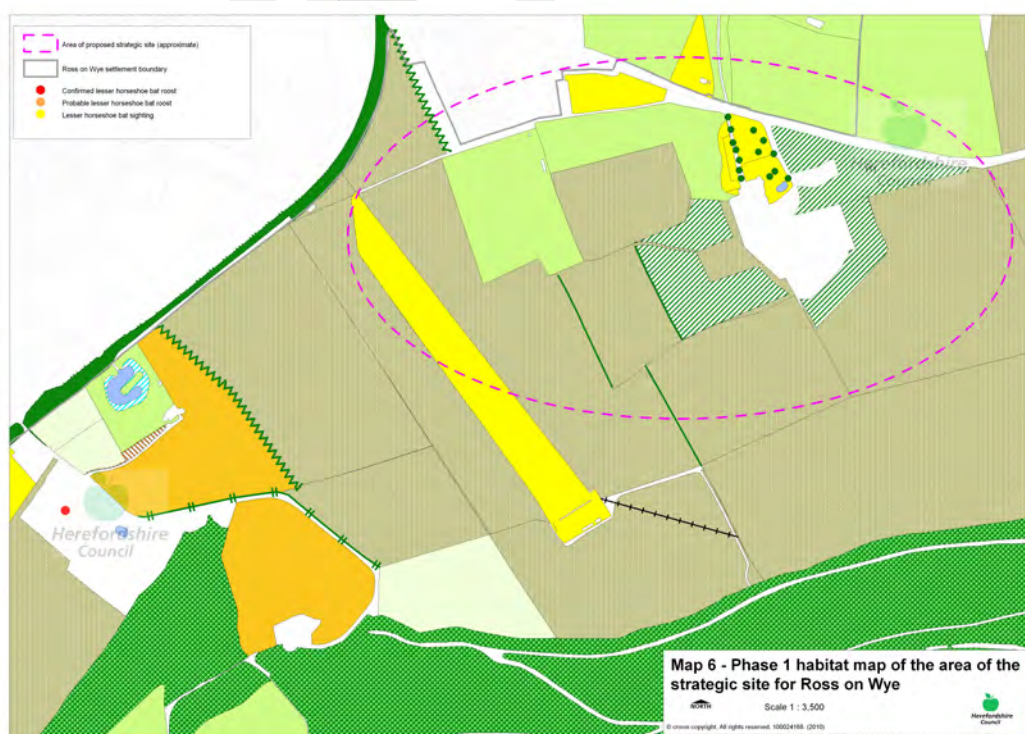 Area of proposed strategic site (approximate)
Ross on Wye settlement boundary
Confirmed lesser horseshoe bat roost
Probable lesser horseshoe bat roost
Lesser horseshoe bat sighting
Herefordshire
Herefordshire
Council
Map 6 - Phase 1 habitat map of the area of the
strategic site for Ross on Wye
NORTH
Scale 1 : 3,500
© crown copyright. All rights reserved. 100024168. (2010)
Herefordshire
Council